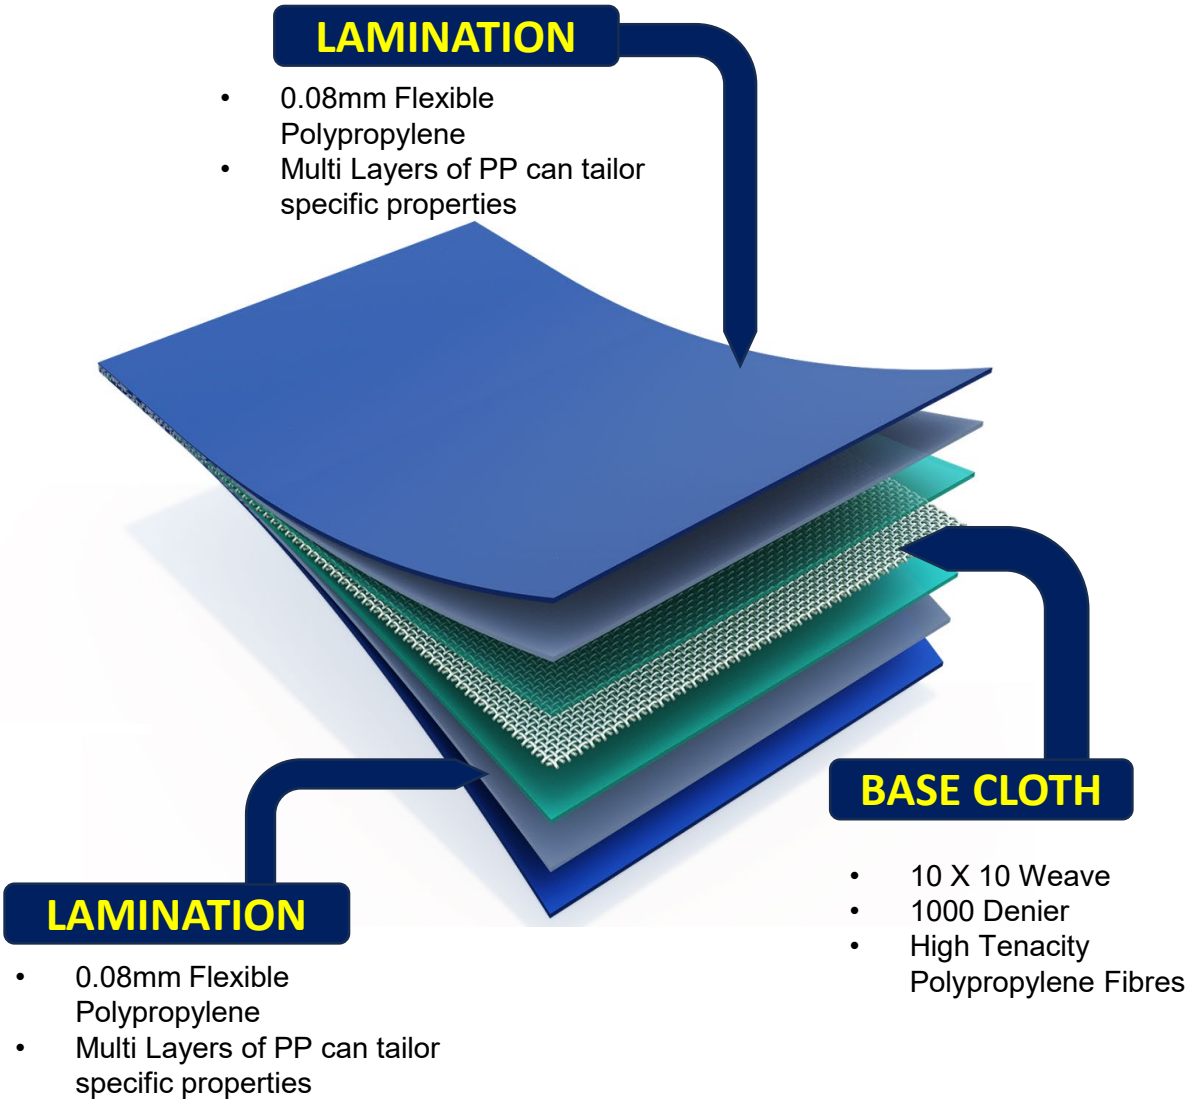 LAMINATION
• 0.08mm Flexible
Polypropylene
• Multi Layers of PP can tailor
specific properties
BASE CLOTH
• 10 X 10 Weave
• 1000 Denier
• High Tenacity
Polypropylene Fibres
LAMINATION
• 0.08mm Flexible
Polypropylene
• Multi Layers of PP can tailor
specific properties